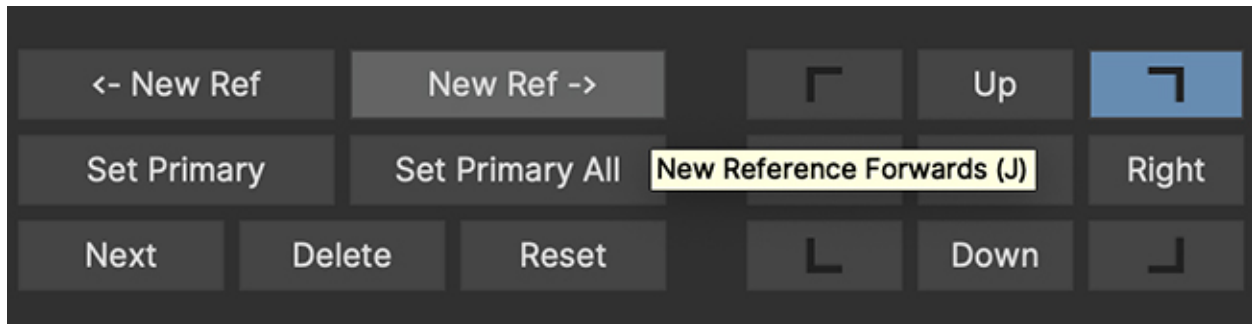 <- New Ref New Ref -> Up
Set Primary Set Primary All New Reference Forwards (J) Right
Next Delete Reset Down